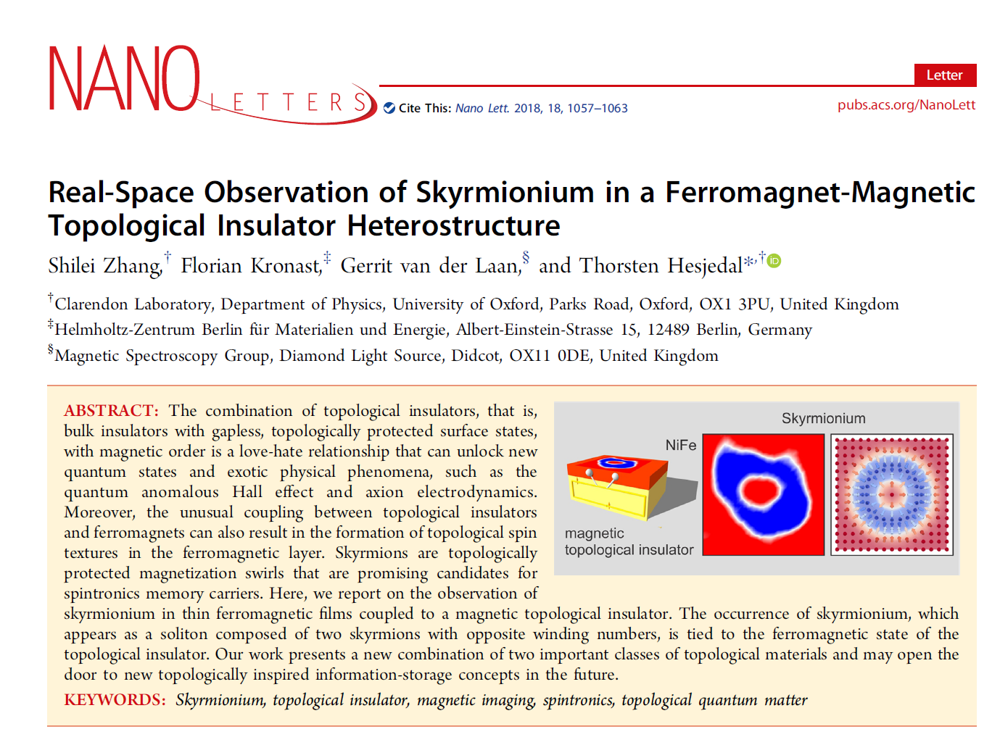 NANO LETTERS
Letter
Cite This: Nano Lett. 2018, 18, 1057−1063
pubs.acs.org/NanoLett
Real-Space Observation of Skyrmionium in a Ferromagnet-Magnetic
Topological Insulator Heterostructure
Shilei Zhang,† Florian Kronast,‡ Gerrit van der Laan,§ and Thorsten Hesjedal*,† iD
†Clarendon Laboratory, Department of Physics, University of Oxford, Parks Road, Oxford, OX1 3PU, United Kingdom
‡Helmholtz-Zentrum Berlin für Materialien und Energie, Albert-Einstein-Strasse 15, 12489 Berlin, Germany
§Magnetic Spectroscopy Group, Diamond Light Source, Didcot, OX11 0DE, United Kingdom
ABSTRACT: The combination of topological insulators, that is,
bulk insulators with gapless, topologically protected surface states,
with magnetic order is a love-hate relationship that can unlock new
quantum states and exotic physical phenomena, such as the
quantum anomalous Hall effect and axion electrodynamics.
Moreover, the unusual coupling between topological insulators
and ferromagnets can also result in the formation of topological spin
textures in the ferromagnetic layer. Skyrmions are topologically
protected magnetization swirls that are promising candidates for
spintronics memory carriers. Here, we report on the observation of
skyrmionium in thin ferromagnetic films coupled to a magnetic topological insulator. The occurrence of skyrmionium, which
appears as a soliton composed of two skyrmions with opposite winding numbers, is tied to the ferromagnetic state of the
topological insulator. Our work presents a new combination of two important classes of topological materials and may open the
door to new topologically inspired information-storage concepts in the future.
Skyrmionium
NiFe
magnetic
topological insulator
KEYWORDS: Skyrmionium, topological insulator, magnetic imaging, spintronics, topological quantum matter